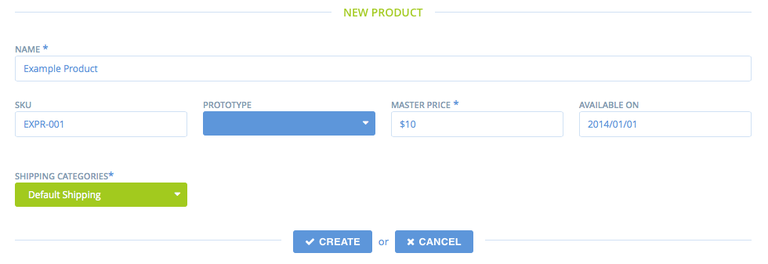 NEW PRODUCT
NAME *
Example Product
SKU PROTOTYPE MASTER PRICE * AVAILABLE ON
EXPR-001 $10 2014/01/01
SHIPPING CATEGORIES*
Default Shipping
CREATE or CANCEL